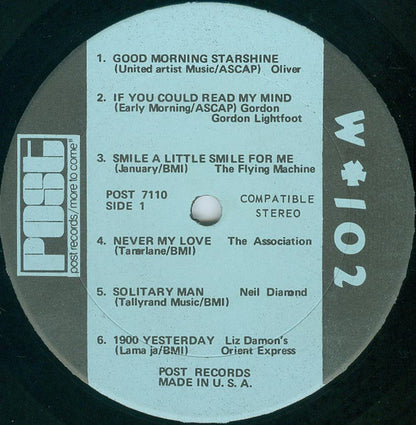 1. GOOD MORNING STARSHINE
(United artist Music/ASCAP) Oliver
2. IF YOU COULD READ MY MIND
(Early Morning/ASCAP) Gordon
Gordon Lightfoot
3. SMILE A LITTLE SMILE FOR ME
(January/BMI) The Flying Machine
POST 7110
SIDE 1
COMPATIBLE
STEREO
4. NEVER MY LOVE The Association
(Tamarlane/BMI)
5. SOLITARY MAN Neil Diamond
(Tallyrand Music/BMI)
6. 1900 YESTERDAY Liz Damon's
(Lama ja/BMI) Orient Express
POST RECORDS
MADE IN U.S.A.
POST
post records/more to come"
W*102